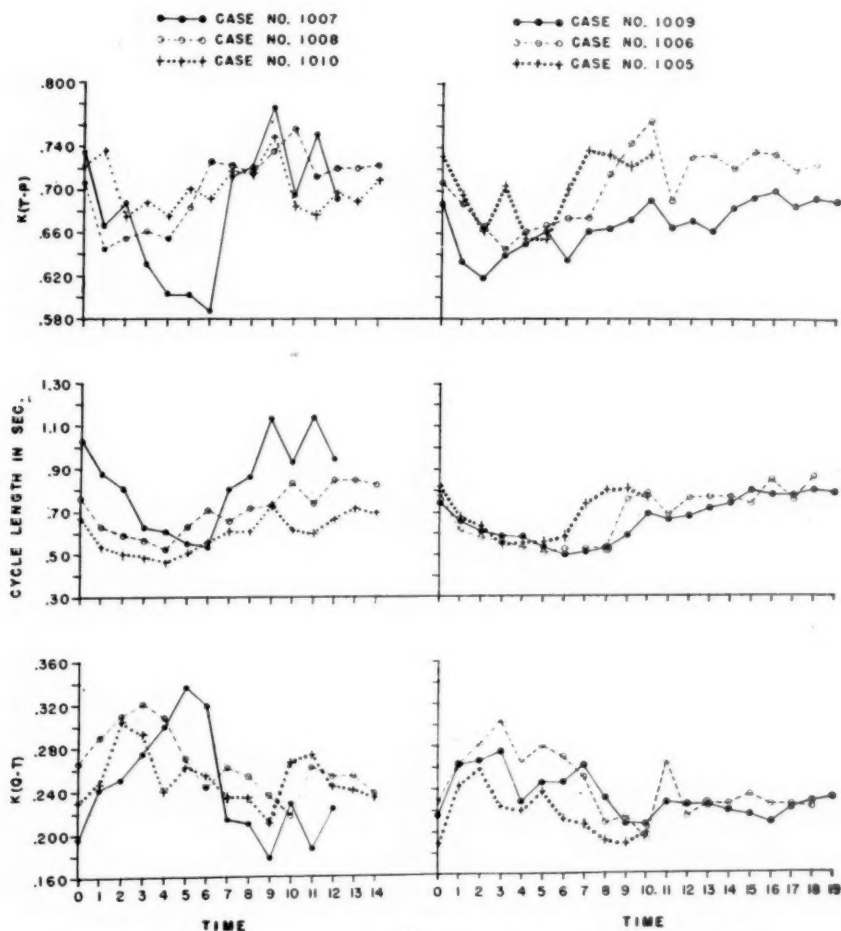 CASE NO. 1007
CASE NO. 1008
CASE NO. 1010
CASE NO. 1009
CASE NO. 1006
CASE NO. 1005
K(T-P)
.800
.740
.700
.660
.620
.580
CYCLE LENGTH IN SEC.
1.30
1.10
.90
.70
.50
.30
K(Q-T)
.360
.320
.280
.240
.200
.160
0 1 2 3 4 5 6 7 8 9 10 11 12 13 14
TIME
0 1 2 3 4 5 6 7 8 9 10 11 12 13 14 15 16 17 18 19
TIME